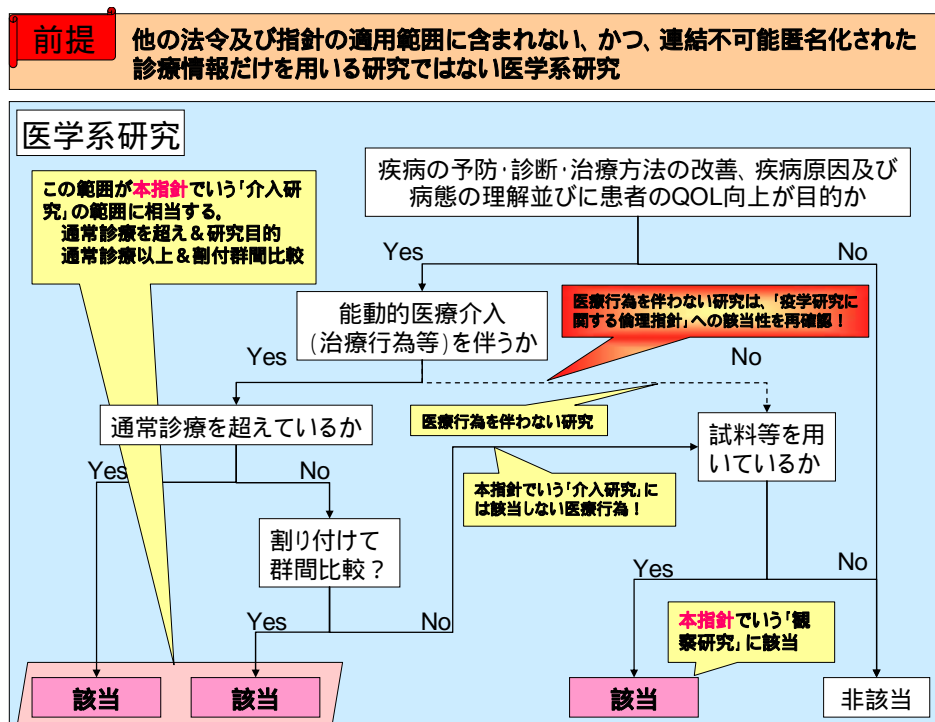 前提
他の法令及び指針の適用範囲に含まれない、かつ、連結不可能匿名化された
診療情報だけを用いる研究ではない医学系研究
医学系研究
この範囲が本指針でいう「介入研
究」の範囲に相当する。
通常診療を超え＆研究目的
通常診療以上＆割付群間比較
疾病の予防・診断・治療方法の改善、疾病原因及び
病態の理解並びに患者のQOL向上が目的か
Yes
No
能動的医療介入
(治療行為等)を伴うか
医療行為を伴わない研究は、「疫学研究に
関する倫理指針」への該当性を再確認！
Yes
No
通常診療を超えているか
医療行為を伴わない研究
試料等を用
いているか
Yes
No
本指針でいう「介入研究」に
は該当しない医療行為！
割り付けて
群間比較？
Yes
No
Yes
No
本指針でいう「観
察研究」に該当
該当
該当
該当
非該当